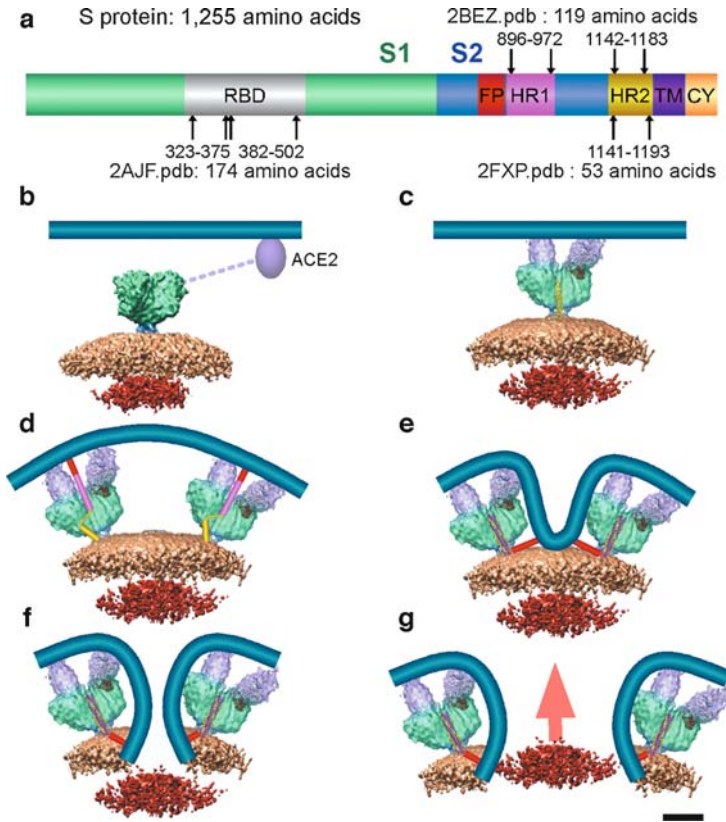 a S protein: 1,255 amino acids 2BEZ.pdb : 119 amino acids
896-972 1142-1183
S1 S2
RBD FP HR1 HR2 TM CY
323-375 382-502 1141-1193
2AJF.pdb: 174 amino acids 2FXP.pdb : 53 amino acids
b c
ACE2
d e
f g